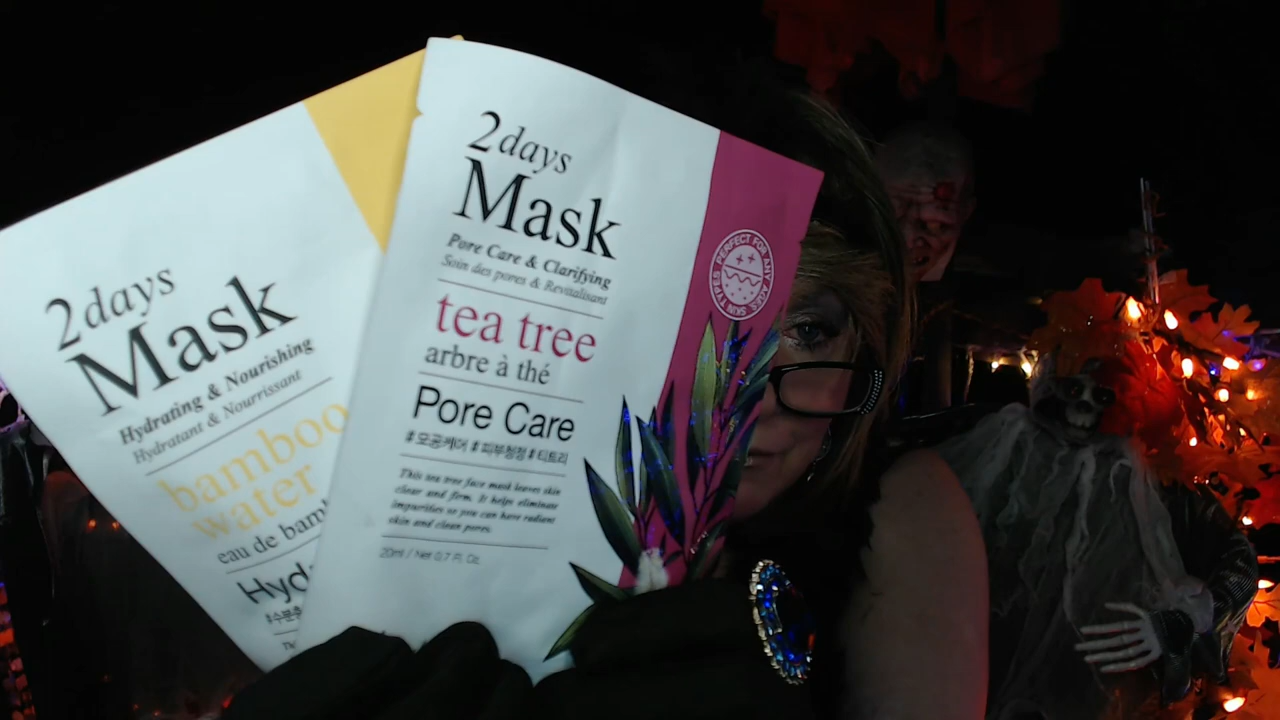 2days
Mask
Hydrating & Nourishing
Hydratant & Nourrissant
bamboo
water
eau de
2days
Mask
Pore Care & Clarifying
Soin des pores & Revitalisant
tea tree
arbre à thé
Pore Care
#모공케어 #피부청정 #티트리
This tea tree face mask leaves skin
clear and firm. It helps eliminate
impurities so you can have radiant
skin and clean pores.
20ml / Net 0.7 Fl. Oz.
PERFECT FOR ANY AGES
SKIN TYPES